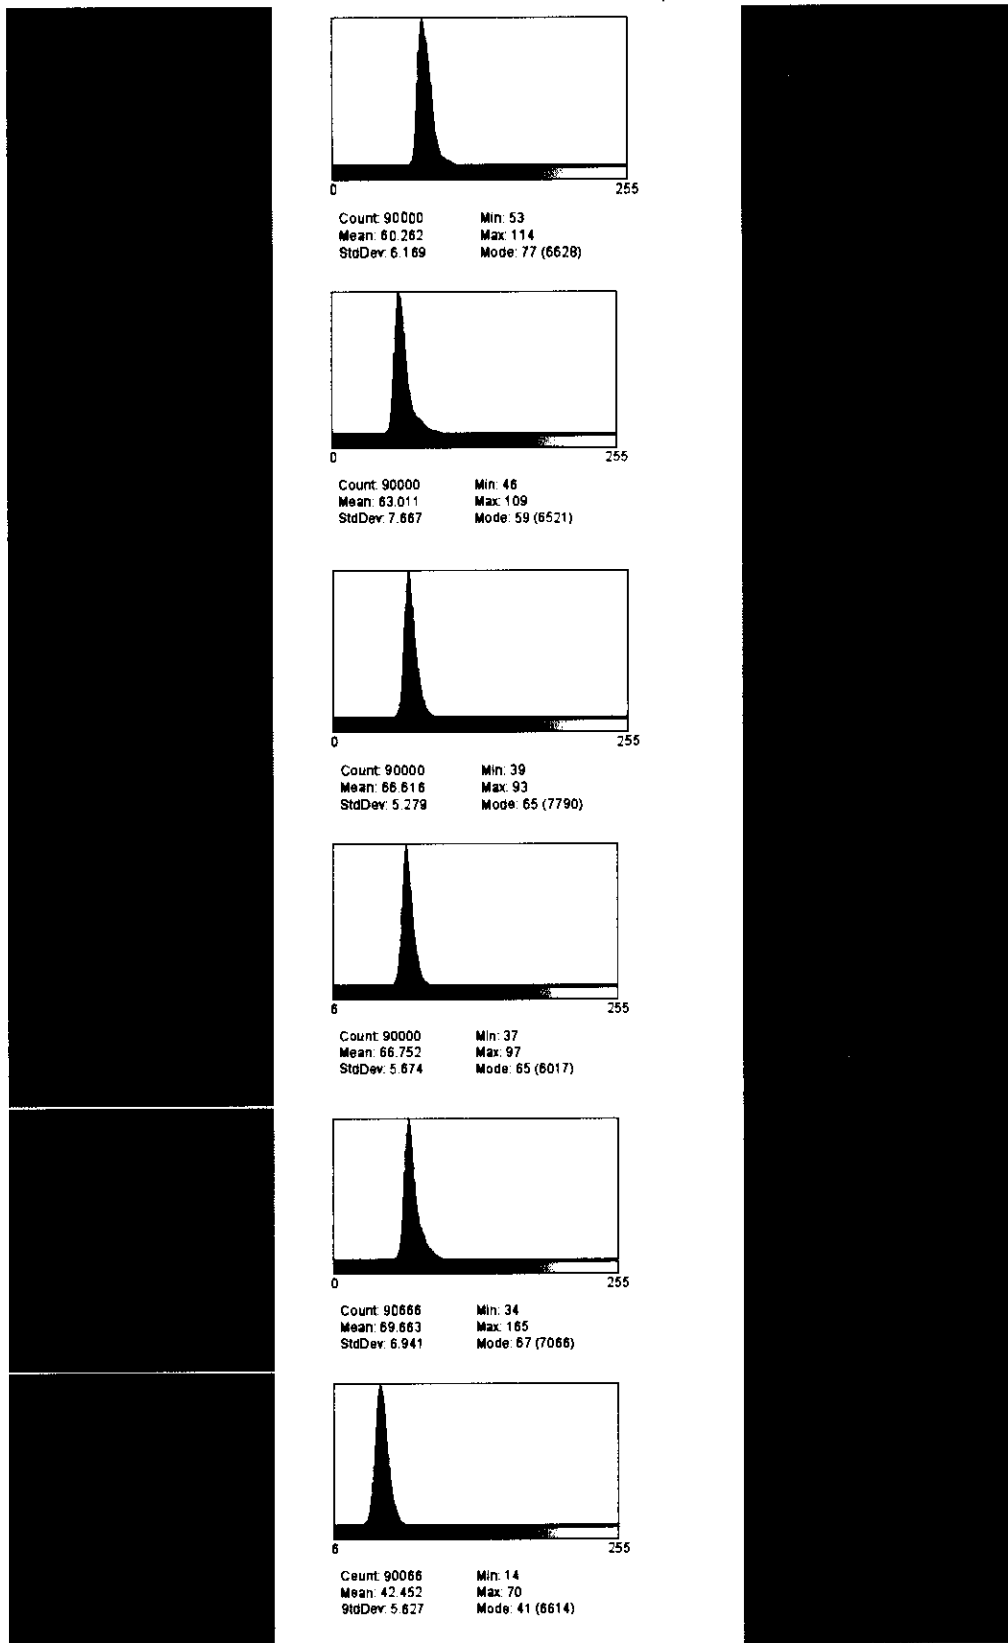 0 255
Count: 90000 Min: 53
Mean: 60.262 Max: 114
StdDev: 6.169 Mode: 77 (6628)
0 255
Count: 90000 Min: 46
Mean: 63.011 Max: 109
StdDev: 7.667 Mode: 59 (6521)
0 255
Count: 90000 Min: 39
Mean: 66.616 Max: 93
StdDev: 5.279 Mode: 65 (7790)
6 255
Count: 90000 Min: 37
Mean: 66.752 Max: 97
StdDev: 5.674 Mode: 65 (6017)
0 255
Count: 90666 Min: 34
Mean: 69.663 Max: 165
StdDev: 6.941 Mode: 67 (7066)
6 255
Ceunt: 90066 Min: 14
Mean: 42.452 Max: 70
9tdDev: 5.627 Mode: 41 (6614)